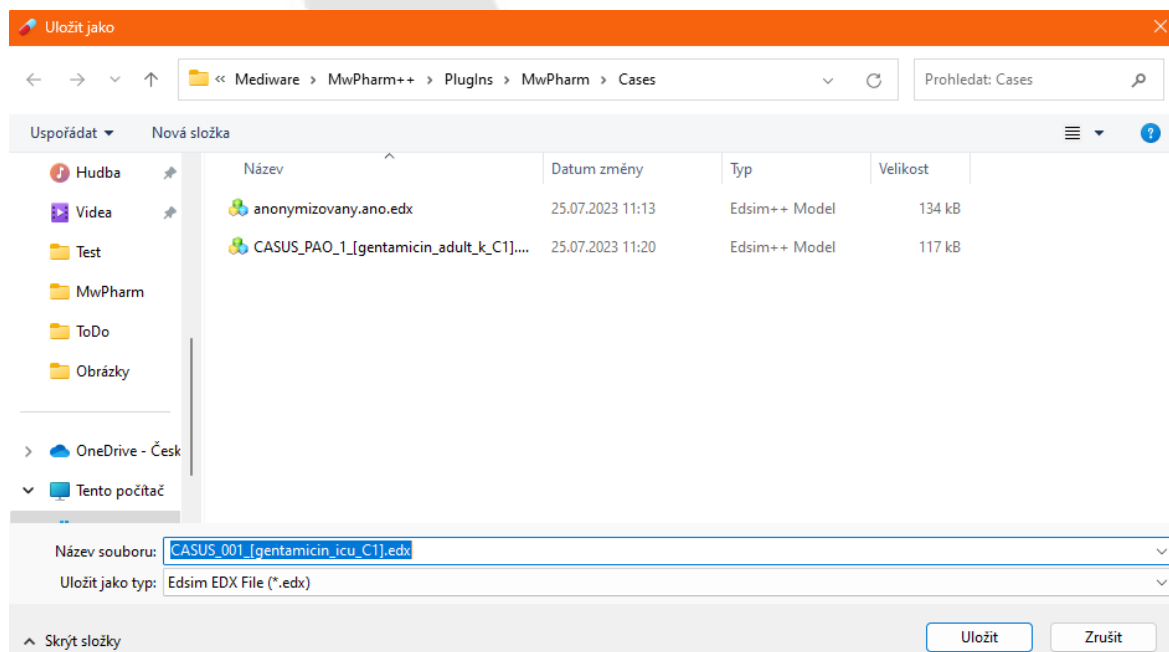 Uložit jako
« Mediware > MwPharm++ > PlugIns > MwPharm > Cases
Prohledat: Cases
Uspořádat
Nová složka
Název Datum změny Typ Velikost
Hudba
Videa
Test
MwPharm
ToDo
Obrázky
OneDrive - Česk
Tento počítač
anonymizovany.ano.edx 25.07.2023 11:13 Edsim++ Model 134 kB
CASUS_PAO_1_[gentamicin_adult_k_C1].... 25.07.2023 11:20 Edsim++ Model 117 kB
Název souboru: CASUS_001_[gentamicin_icu_C1].edx
Uložit jako typ: Edsim EDX File (*.edx)
Skrýt složky
Uložit
Zrušit